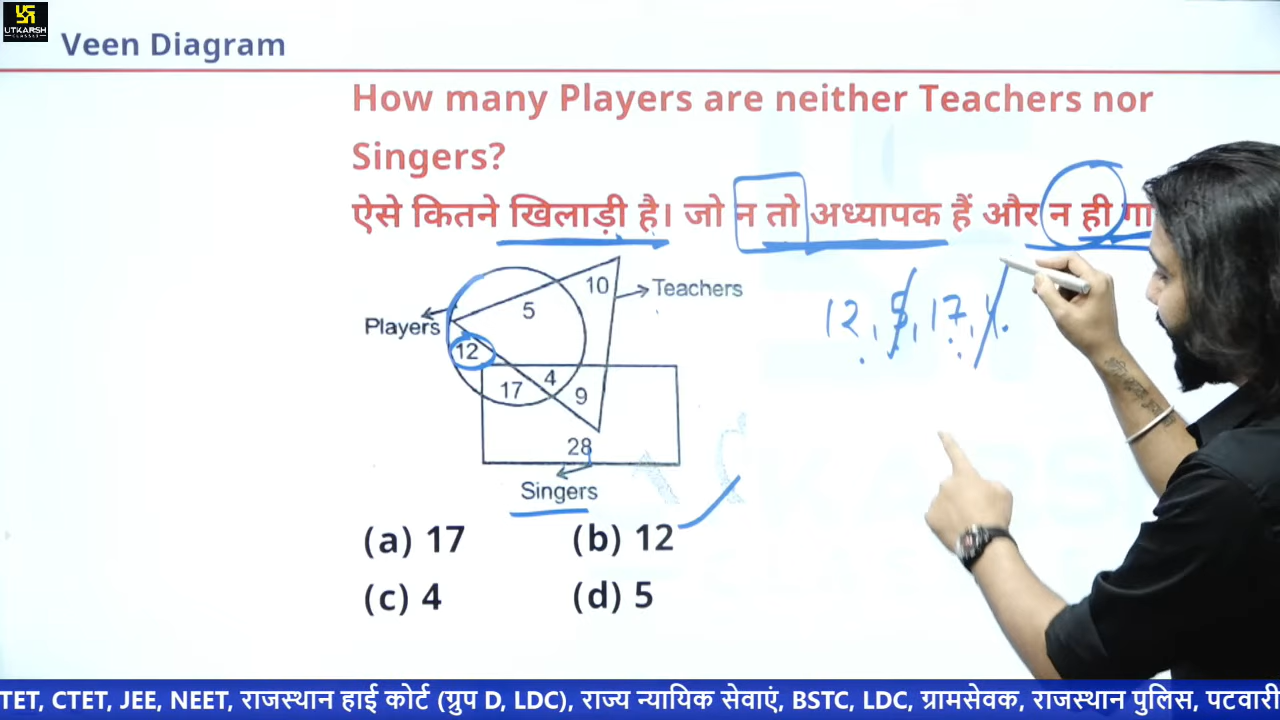 UTKARSH
CLASSES
Veen Diagram
How many Players are neither Teachers nor
Singers?
ऐसे कितने खिलाड़ी है। जो न तो अध्यापक हैं और न ही
10
Teachers
5
Players
12
4
17
9
28
Singers
12, 5, 17, 4.
(a) 17
(b) 12
(c) 4
(d) 5
TET, CTET, JEE, NEET, राजस्थान हाई कोर्ट (ग्रुप D, LDC), राज्य न्यायिक सेवाएं, BSTC, LDC, ग्रामसेवक, राजस्थान पुलिस, पटवारी